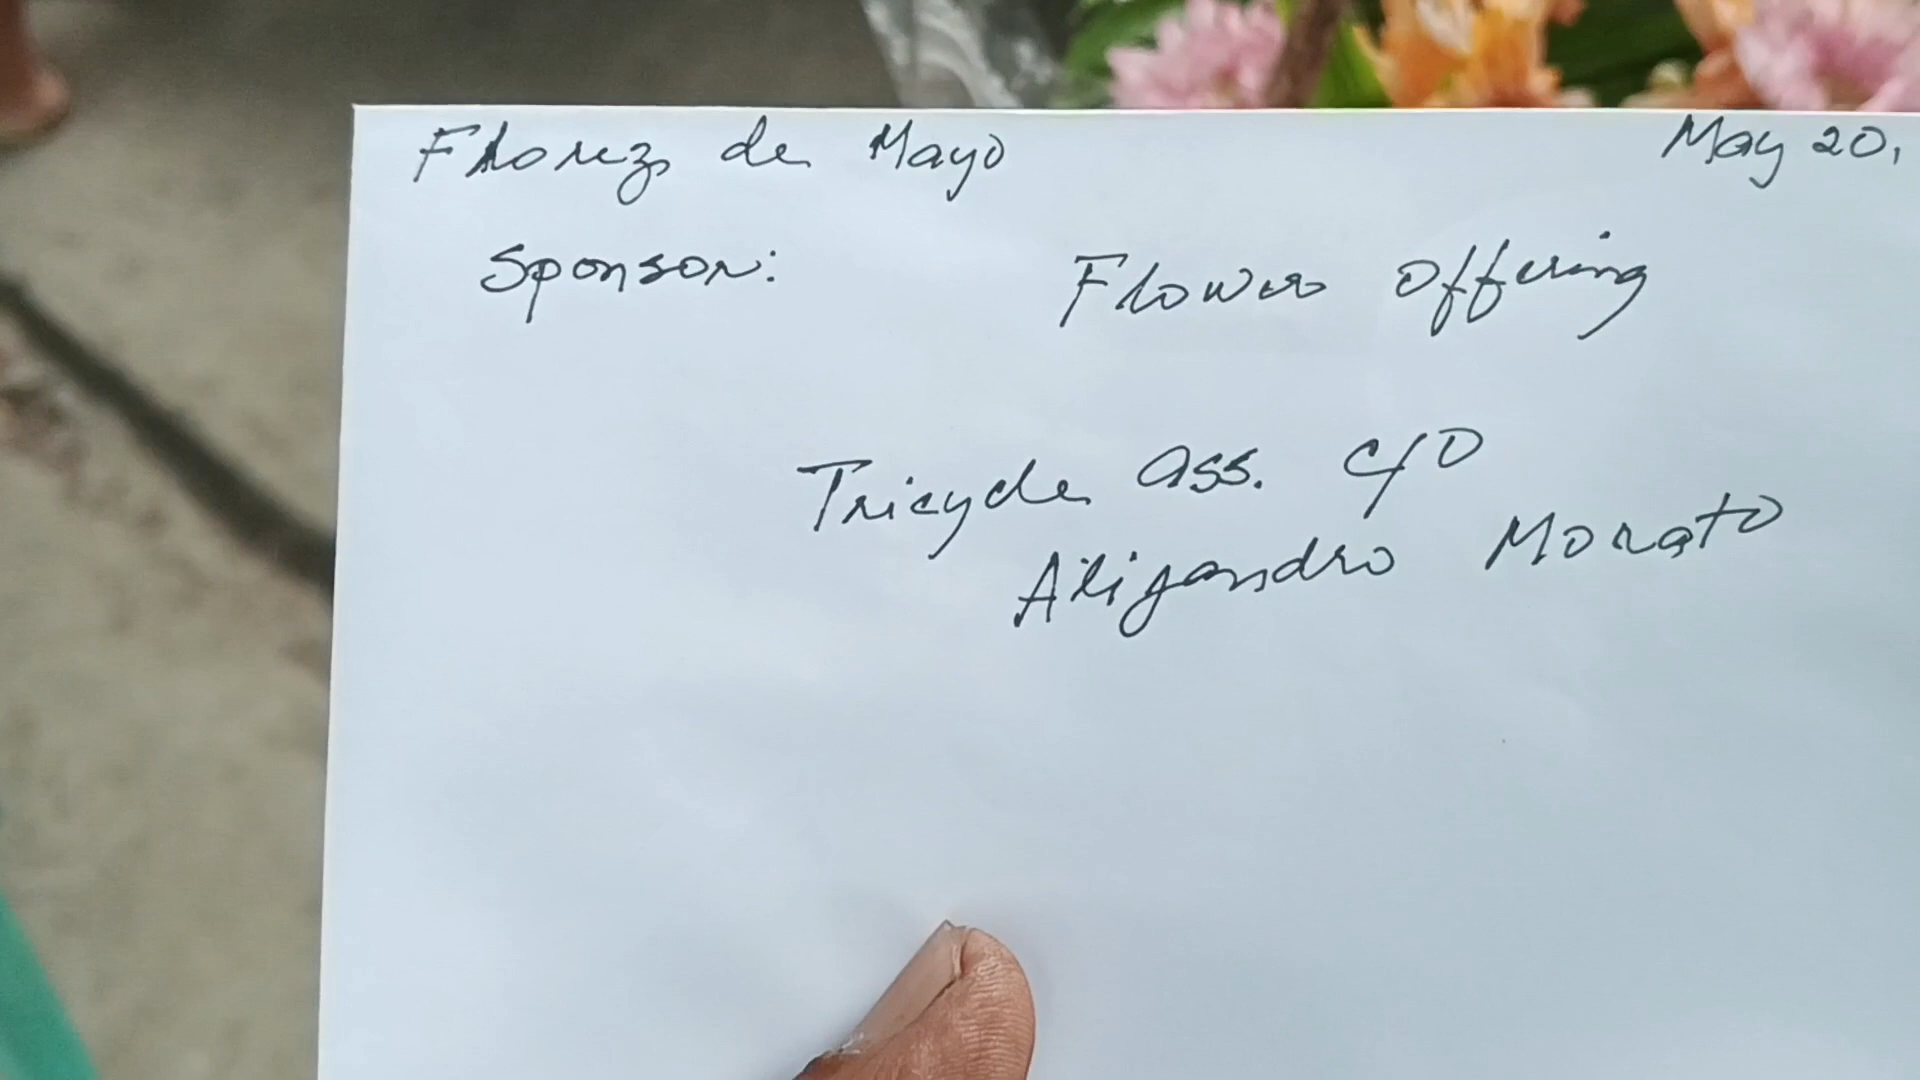 Florez de Mayo May 20,
Sponsor: Flower offering
Tricycle Ass. c/o
Alijandro Morato